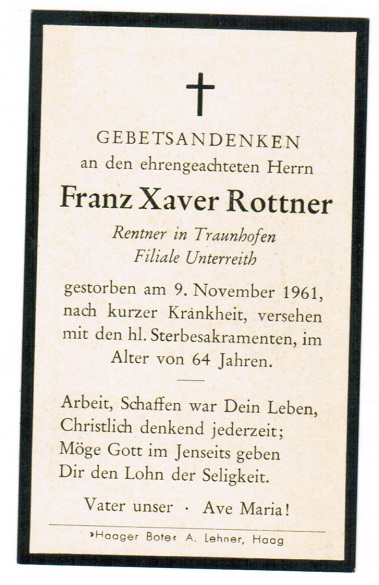 GEBETSANDENKEN
an den ehrengeachteten Herrn
Franz Xaver Rottner
Rentner in Traunhofen
Filiale Unterreith
gestorben am 9. November 1961,
nach kurzer Krankheit, versehen
mit den hl. Sterbesakramenten, im
Alter von 64 Jahren.
Arbeit, Schaffen war Dein Leben,
Christlich denkend jederzeit;
Möge Gott im Jenseits geben
Dir den Lohn der Seligkeit.
Vater unser · Ave Maria!
»Haager Bote« A. Lehner, Haag